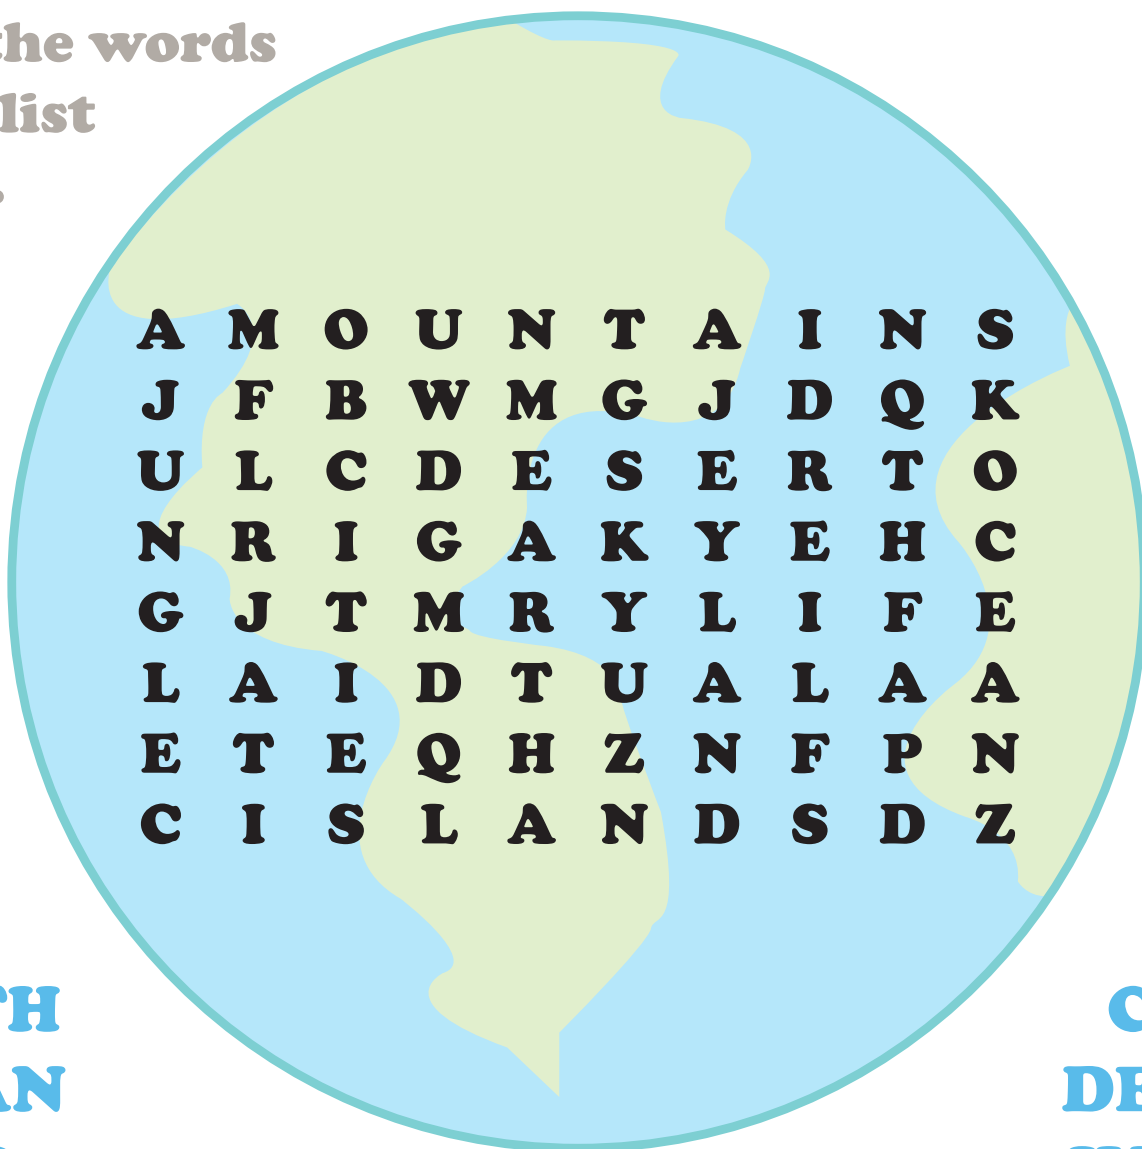 the words
list
A M O U N T A I N S
J F B W M G J D Q K
U L C D E S E R T O
N R I G A K Y E H C
G J T M R Y L I F E
L A I D T U A L A A
E T E Q H Z N F P N
C I S L A N D S D Z
TH C
AN DE